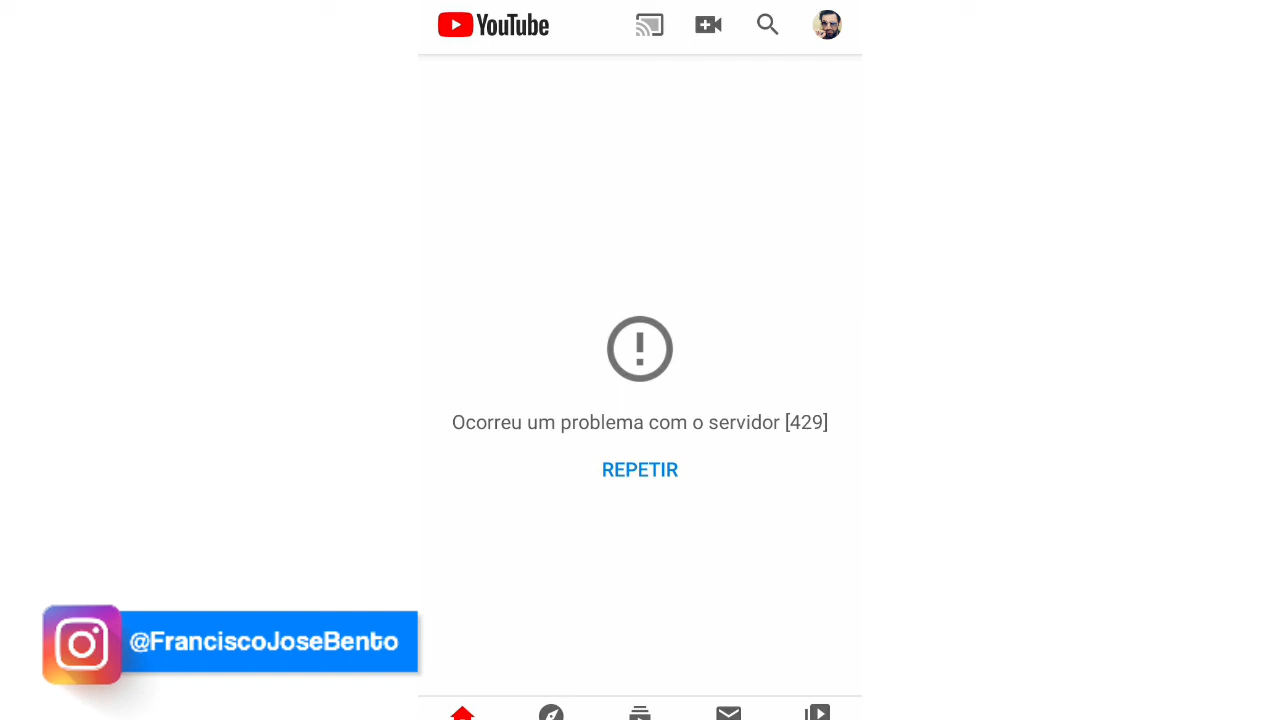 YouTube
Ocorreu um problema com o servidor [429]
REPETIR
@FranciscoJoseBento